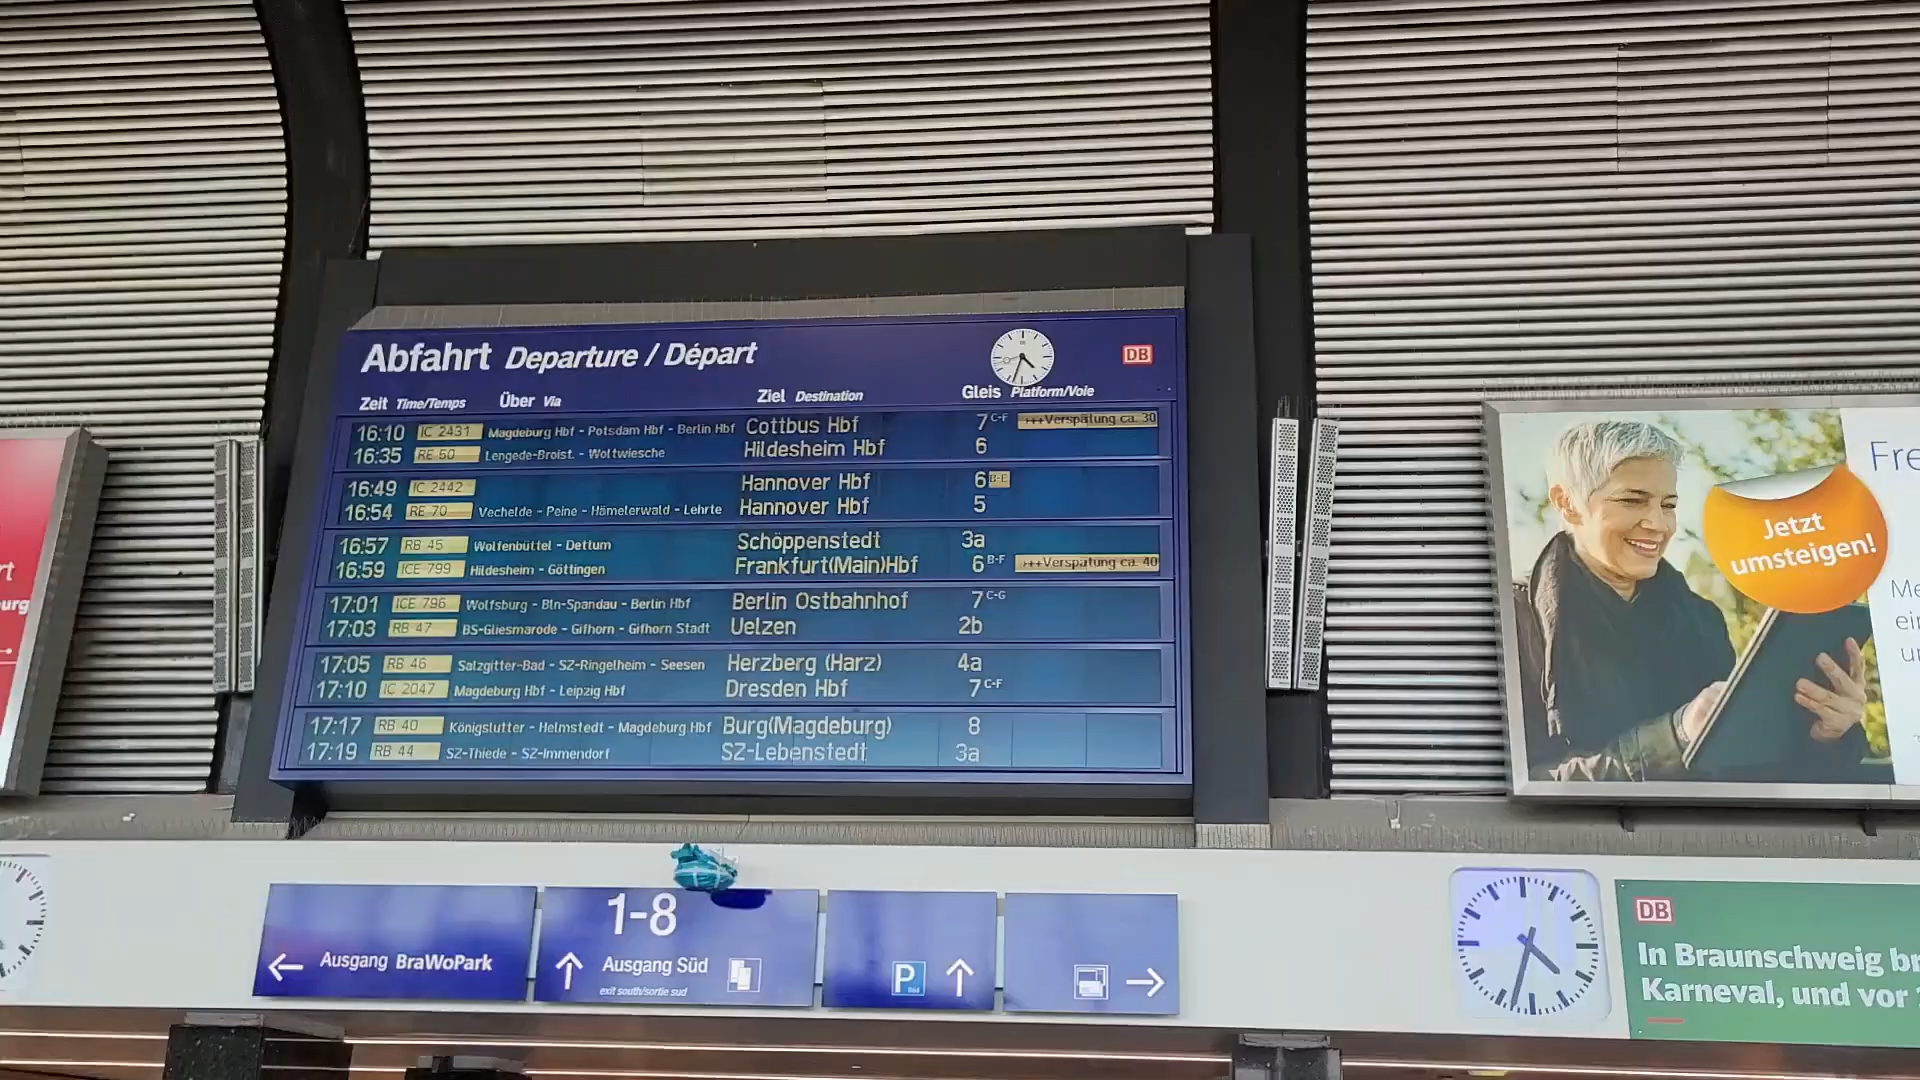 Abfahrt Departure / Départ
DB
Zeit Time/Temps Über Via Ziel Destination Gleis Platform/Voie
16:10 IC 2431 Magdeburg Hbf - Potsdam Hbf - Berlin Hbf Cottbus Hbf 7 C-F +++Verspätung ca. 30
16:35 RE 50 Lengede-Broist. - Woltwiesche Hildesheim Hbf 6
16:49 IC 2442 Hannover Hbf 6 B-E
16:54 RE 70 Vechelde - Peine - Hämelerwald - Lehrte Hannover Hbf 5
16:57 RB 45 Wolfenbüttel - Dettum Schöppenstedt 3a
16:59 ICE 799 Hildesheim - Göttingen Frankfurt(Main)Hbf 6 B-F +++Verspätung ca. 40
17:01 ICE 796 Wolfsburg - Bln-Spandau - Berlin Hbf Berlin Ostbahnhof 7 C-G
17:03 RB 47 BS-Gliesmarode - Gifhorn - Gifhorn Stadt Uelzen 2b
17:05 RB 46 Salzgitter-Bad - SZ-Ringelheim - Seesen Herzberg (Harz) 4a
17:10 IC 2047 Magdeburg Hbf - Leipzig Hbf Dresden Hbf 7 C-F
17:17 RB 40 Königslutter - Helmstedt - Magdeburg Hbf Burg(Magdeburg) 8
17:19 RB 44 SZ-Thiede - SZ-Immendorf SZ-Lebenstedt 3a
Jetzt
umsteigen!
Fre
Me
ein
Ausgang BraWoPark
1-8
Ausgang Süd
exit south/sortie sud
P
DB
In Braunschweig br
Karneval, und vor